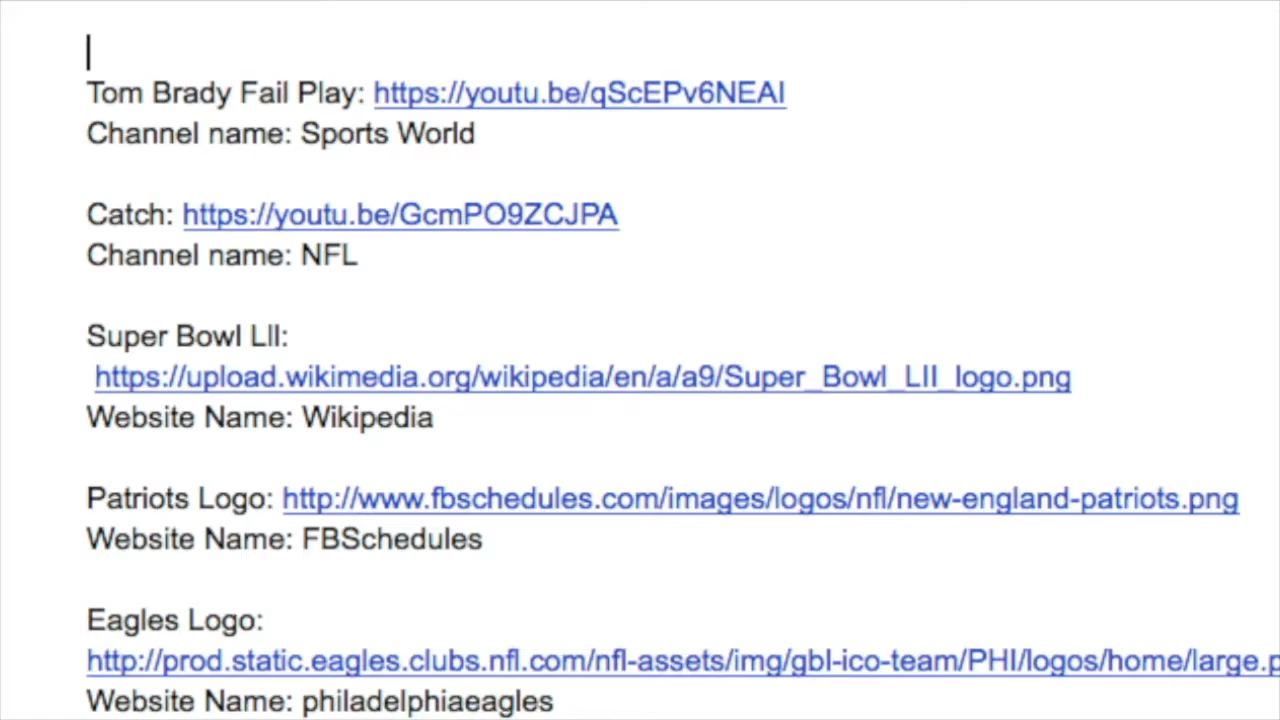 Tom Brady Fail Play: https://youtu.be/qScEPv6NEAI
Channel name: Sports World
Catch: https://youtu.be/GcmPO9ZCJPA
Channel name: NFL
Super Bowl LII:
https://upload.wikimedia.org/wikipedia/en/a/a9/Super_Bowl_LII_logo.png
Website Name: Wikipedia
Patriots Logo: http://www.fbschedules.com/images/logos/nfl/new-england-patriots.png
Website Name: FBSchedules
Eagles Logo:
http://prod.static.eagles.clubs.nfl.com/nfl-assets/img/gbl-ico-team/PHI/logos/home/large.p
Website Name: philadelphiaeagles